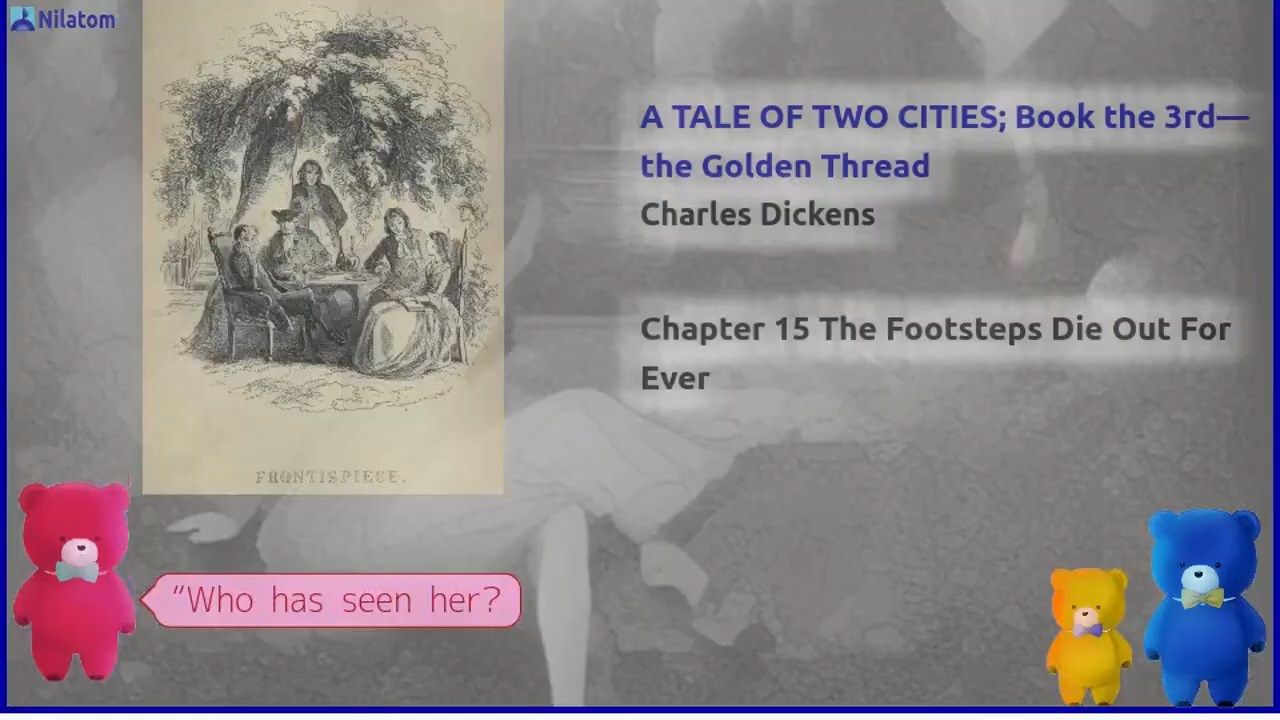 Nilatom
A TALE OF TWO CITIES; Book the 3rd—
the Golden Thread
Charles Dickens
Chapter 15 The Footsteps Die Out For
Ever
FRONTISPIECE.
“Who has seen her?